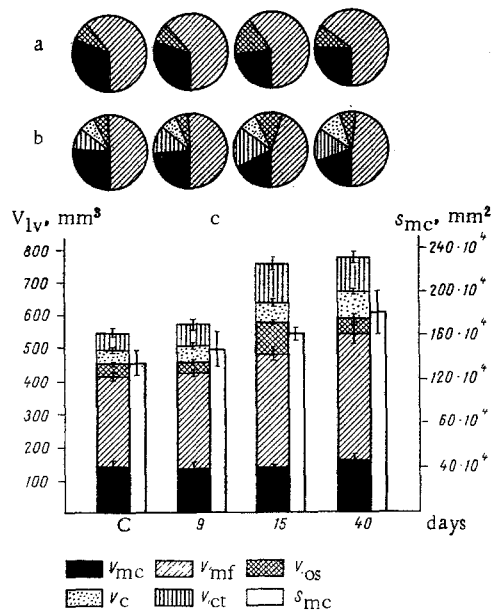 a
b
V_lv, mm³ c s_mc, mm²
800 240·10⁴
700 200·10⁴
600
500 160·10⁴
400 120·10⁴
300
200 60·10⁴
100 40·10⁴
C 9 15 40 days
V_mc V_mf V_os
V_c V_ct s_mc